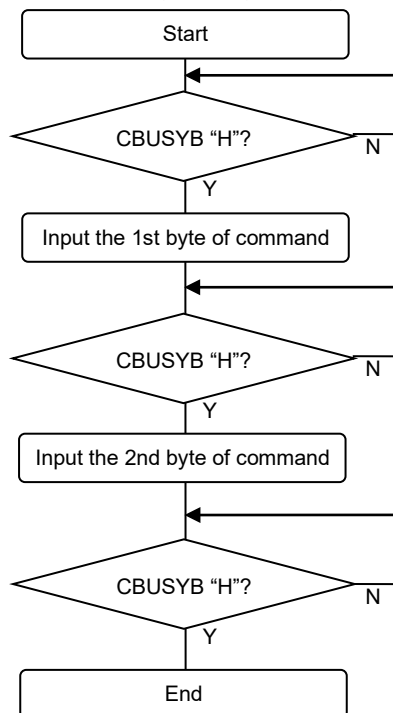 Start
CBUSYB “H”?
N
Y
Input the 1st byte of command
CBUSYB “H”?
N
Y
Input the 2nd byte of command
CBUSYB “H”?
N
Y
End